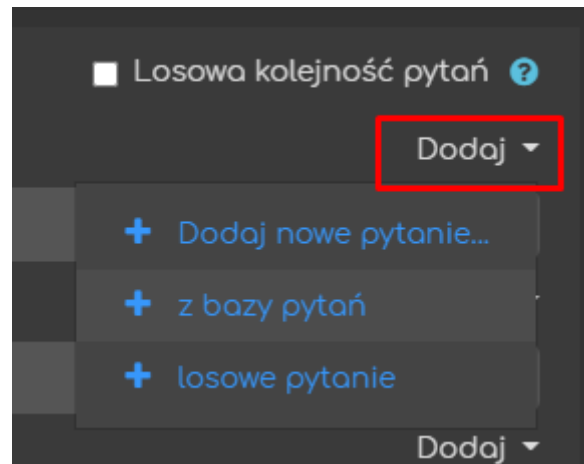 Losowa kolejność pytań ?
Dodaj
+ Dodaj nowe pytanie...
+ z bazy pytań
+ losowe pytanie
Dodaj